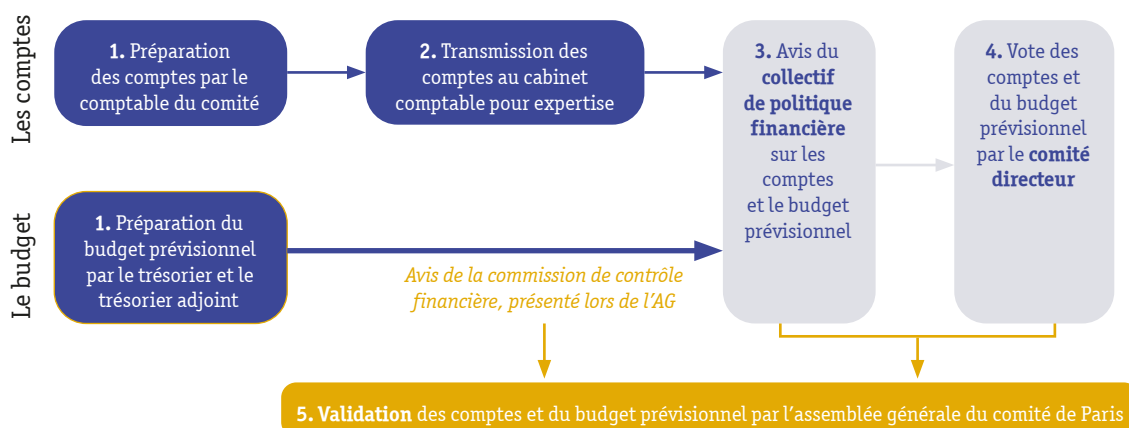 Les comptes
1. Préparation
des comptes par le
comptable du comité
2. Transmission des
comptes au cabinet
comptable pour expertise
3. Avis du
collectif
de politique
financière
sur les
comptes
et le budget
prévisionnel
4. Vote des
comptes et
du budget
prévisionnel
par le comité
directeur
Le budget
1. Préparation du
budget prévisionnel
par le trésorier et le
trésorier adjoint
Avis de la commission de contrôle
financière, présenté lors de l’AG
5. Validation des comptes et du budget prévisionnel par l’assemblée générale du comité de Paris